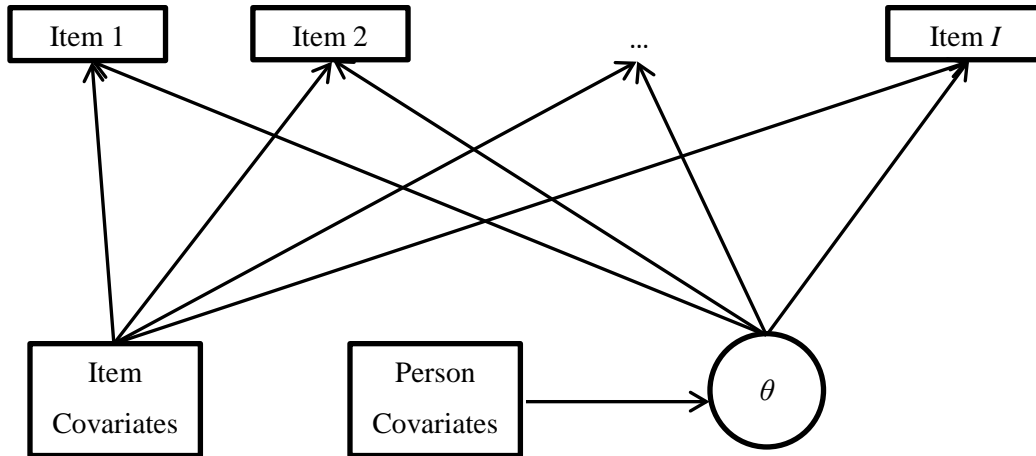 Item 1
Item 2
...
Item I
Item
Covariates
Person
Covariates
θ